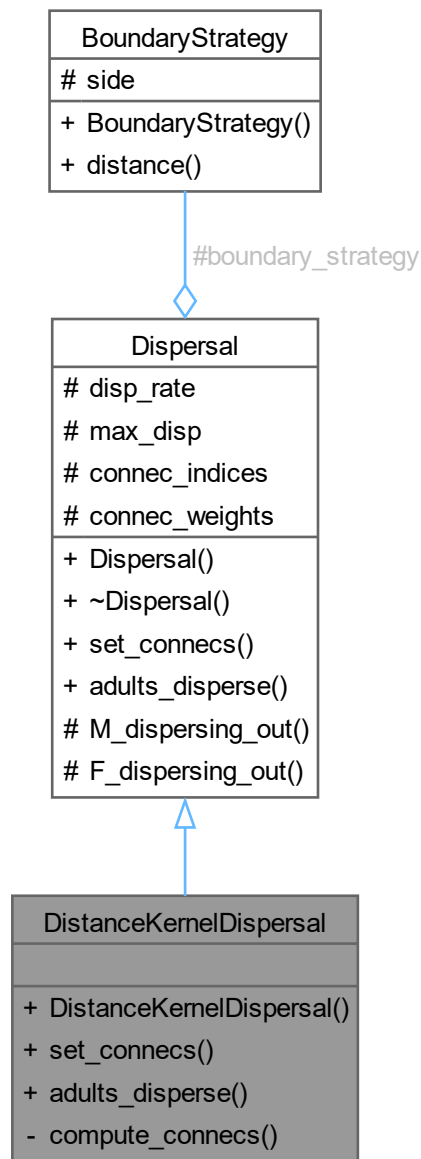 BoundaryStrategy
# side
+ BoundaryStrategy()
+ distance()
#boundary_strategy
Dispersal
# disp_rate
# max_disp
# connec_indices
# connec_weights
+ Dispersal()
+ ~Dispersal()
+ set_connecs()
+ adults_disperse()
# M_dispersing_out()
# F_dispersing_out()
DistanceKernelDispersal
+ DistanceKernelDispersal()
+ set_connecs()
+ adults_disperse()
- compute_connecs()